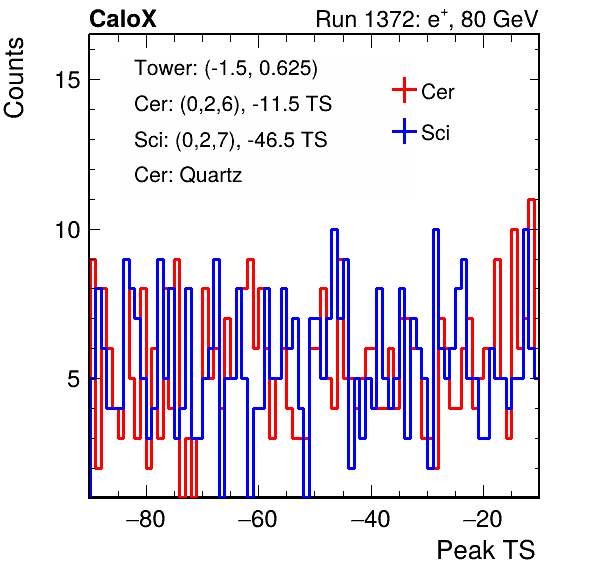 CaloX Run 1372: e⁺, 80 GeV
Counts
Tower: (-1.5, 0.625)
Cer: (0,2,6), -11.5 TS
Sci: (0,2,7), -46.5 TS
Cer: Quartz
Cer
Sci
15
10
5
−80 −60 −40 −20
Peak TS